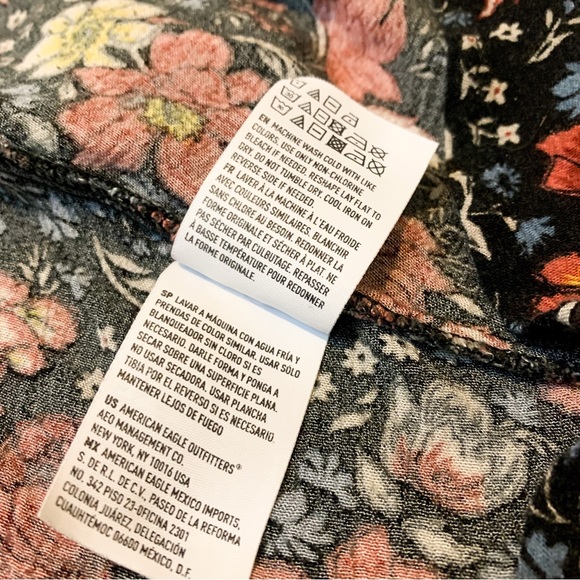 EN MACHINE WASH COLD WITH LIKE
COLORS, USE ONLY NON-CHLORINE
BLEACH IF NEEDED. RESHAPE LAY FLAT TO
DRY. DO NOT TUMBLE DRY. COOL IRON ON
REVERSE SIDE IF NEEDED.
FR LAVER À LA MACHINE À L'EAU FROIDE
AVEC COULEURS SIMILAIRES. BLANCHIR
SANS CHLORE AU BESOIN. REDONNER LA
FORME ORIGINALE ET SÉCHER À PLAT. NE
PAS SÉCHER PAR CULBUTAGE. REPASSER
À BASSE TEMPÉRATURE POUR REDONNER
LA FORME ORIGINALE.
SP LAVAR A MÁQUINA CON AGUA FRÍA Y
PRENDAS DE COLOR SIMILAR. USAR SOLO
BLANQUEADOR SIN CLORO SI ES
NECESARIO. DARLE FORMA Y PONGA A
SECAR SOBRE UNA SUPERFICIE PLANA.
NO USAR SECADORA. USAR PLANCHA
TIBIA POR EL REVERSO SI ES NECESARIO
MANTENER LEJOS DE FUEGO
US AMERICAN EAGLE OUTFITTERS®
AEO MANAGEMENT CO.
NEW YORK, NY 10016 USA
MX AMERICAN EAGLE MEXICO IMPORTS,
S. DE R.L. DE C.V., PASEO DE LA REFORMA
NO. 342 PISO 23-OFICINA 2301
COLONIA JUÁREZ, DELEGACIÓN
CUAUHTEMOC 06600 MÉXICO, D.F.